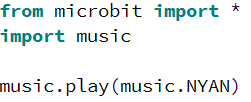 from microbit import *
import music
music.play(music.NYAN)